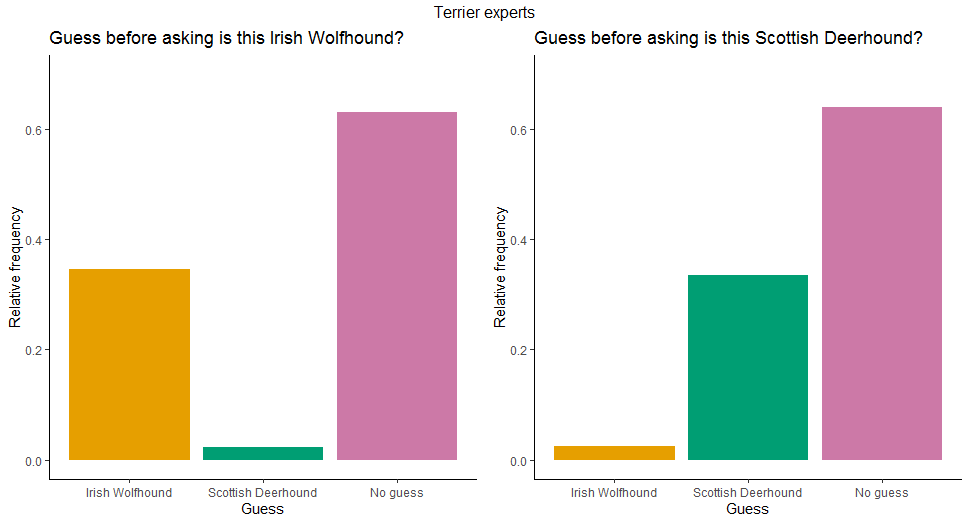 Terrier experts
Guess before asking is this Irish Wolfhound?
Relative frequency
0.6
0.4
0.2
0.0
Irish Wolfhound Scottish Deerhound No guess
Guess
Guess before asking is this Scottish Deerhound?
Relative frequency
0.6
0.4
0.2
0.0
Irish Wolfhound Scottish Deerhound No guess
Guess